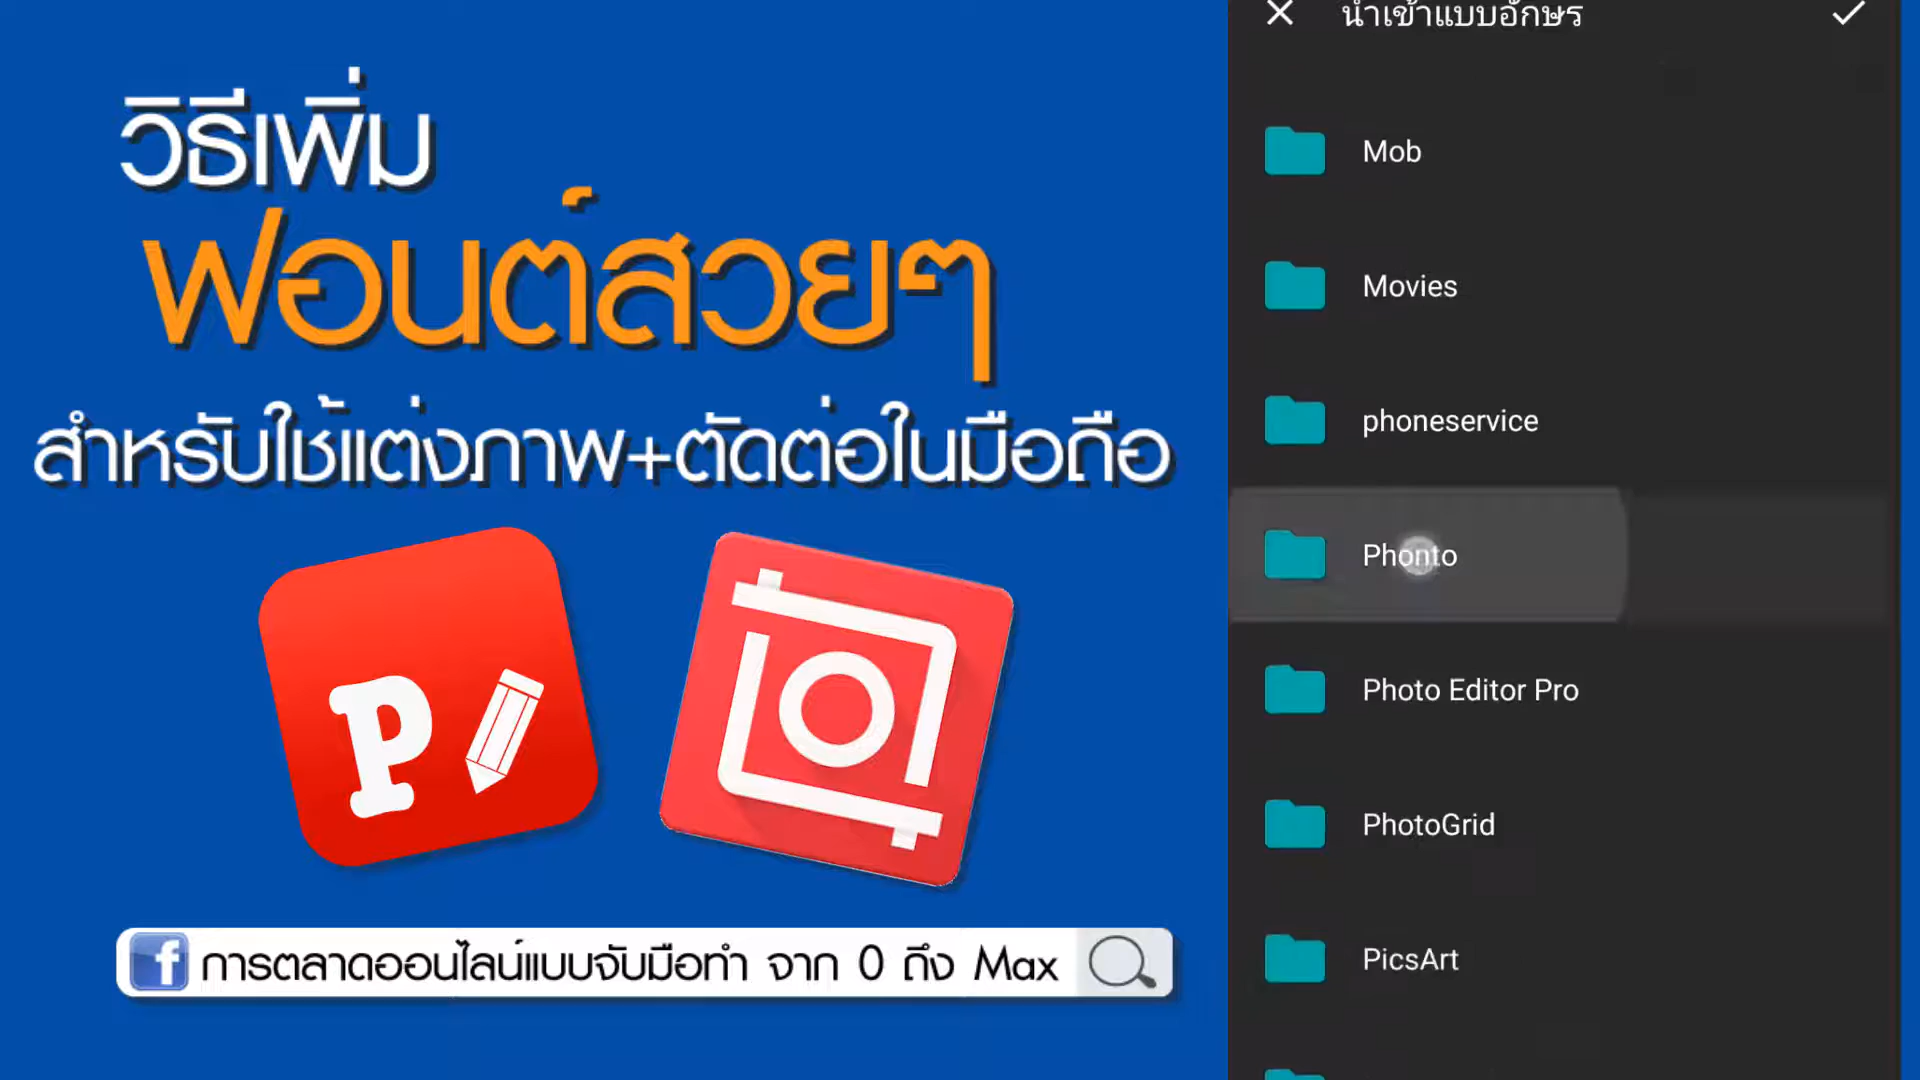 วิธีเพิ่ม
ฟอนต์สวยๆ
สำหรับใช้แต่งภาพ+ตัดต่อในมือถือ
P
f การตลาดออนไลน์แบบจับมือทำ จาก 0 ถึง Max
นำเข้าแบบอักษร
Mob
Movies
phoneservice
Phonto
Photo Editor Pro
PhotoGrid
PicsArt